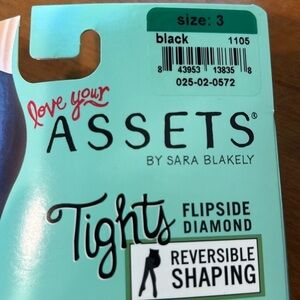 size: 3
black 1105
8 43953 13835 8
025-02-0572
love your
ASSETS®
BY SARA BLAKELY
Tights FLIPSIDE
DIAMOND
REVERSIBLE
SHAPING